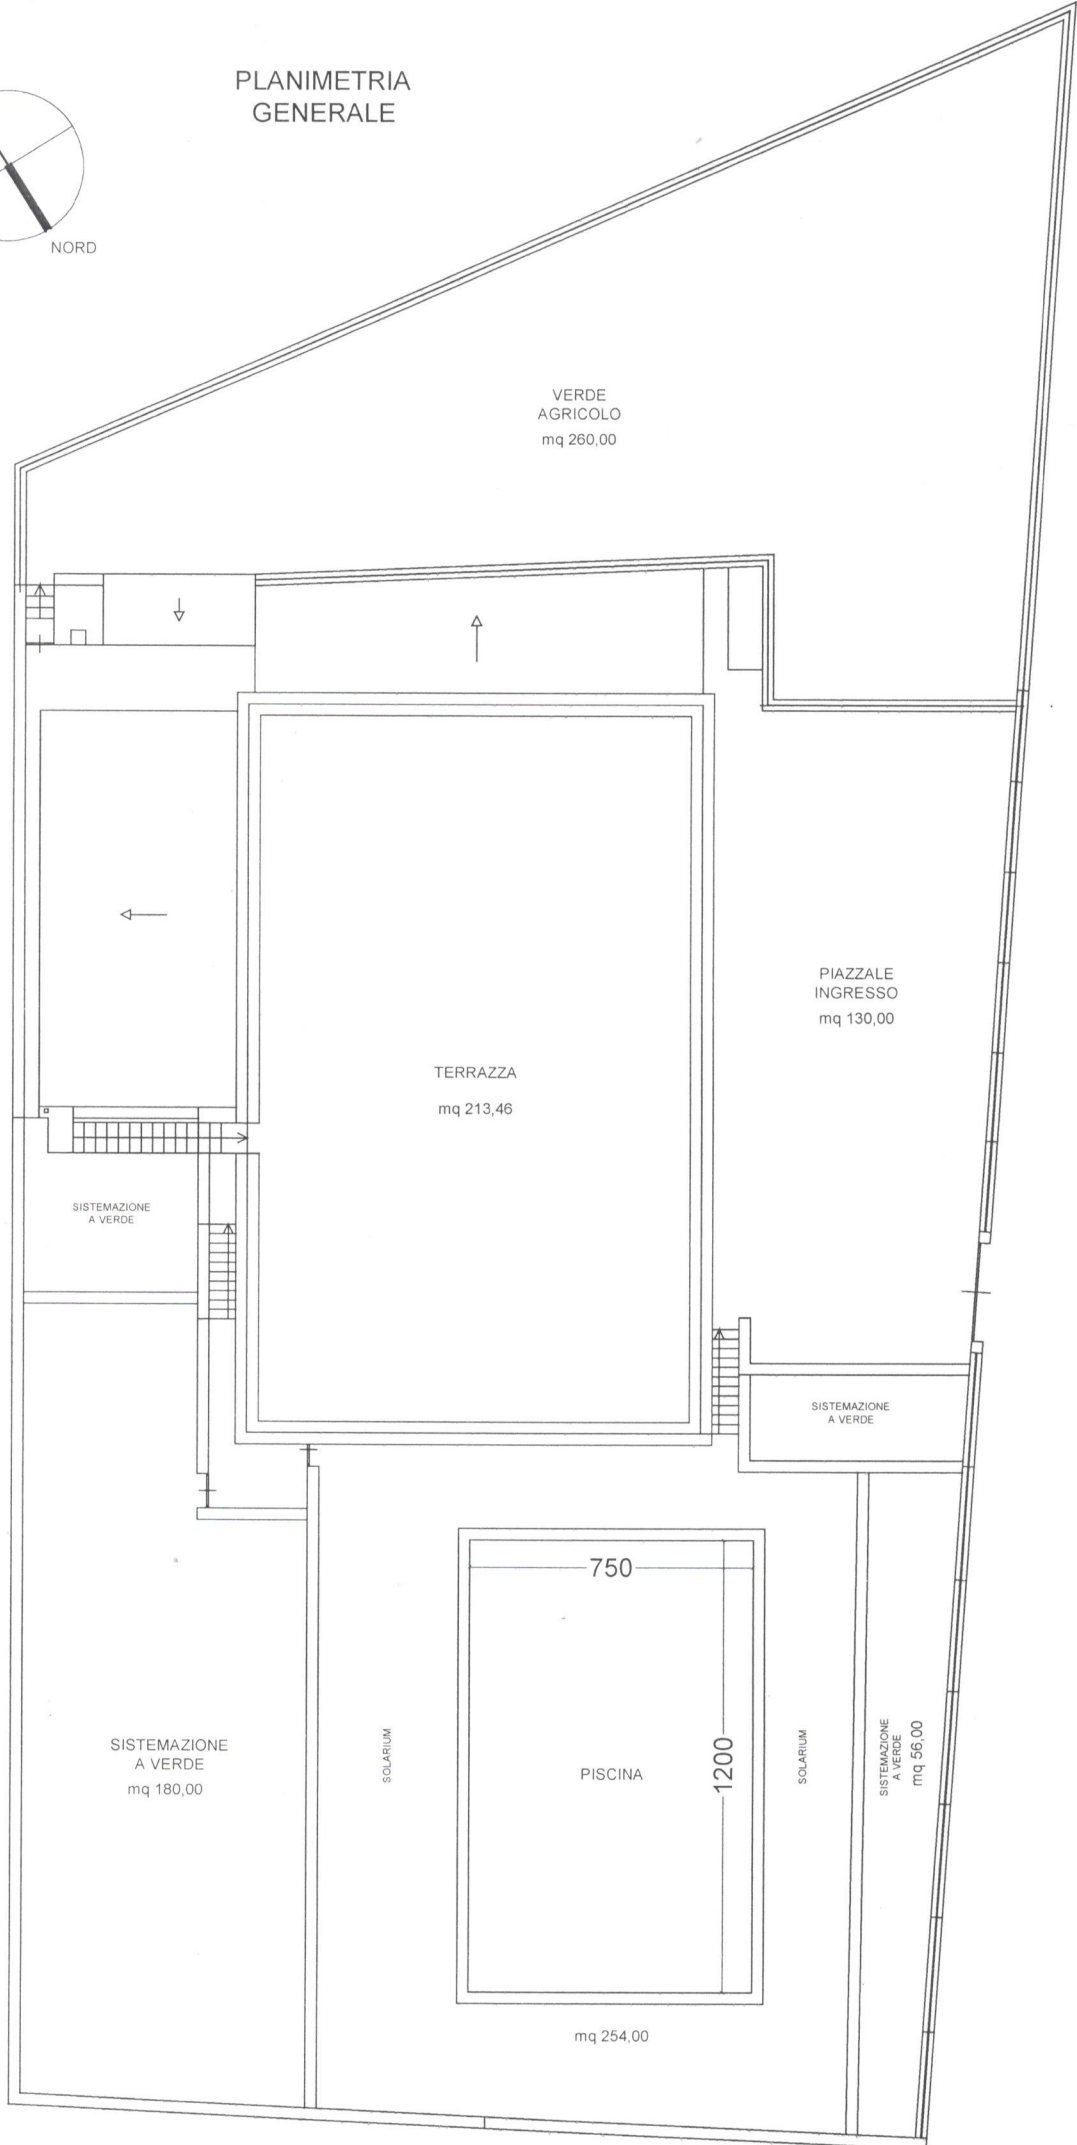 PLANIMETRIA
GENERALE
NORD
VERDE
AGRICOLO
mq 260,00
PIAZZALE
INGRESSO
mq 130,00
TERRAZZA
mq 213,46
SISTEMAZIONE
A VERDE
SISTEMAZIONE
A VERDE
750
1200
PISCINA
SOLARIUM
SOLARIUM
SISTEMAZIONE
A VERDE
mq 56,00
SISTEMAZIONE
A VERDE
mq 180,00
mq 254,00